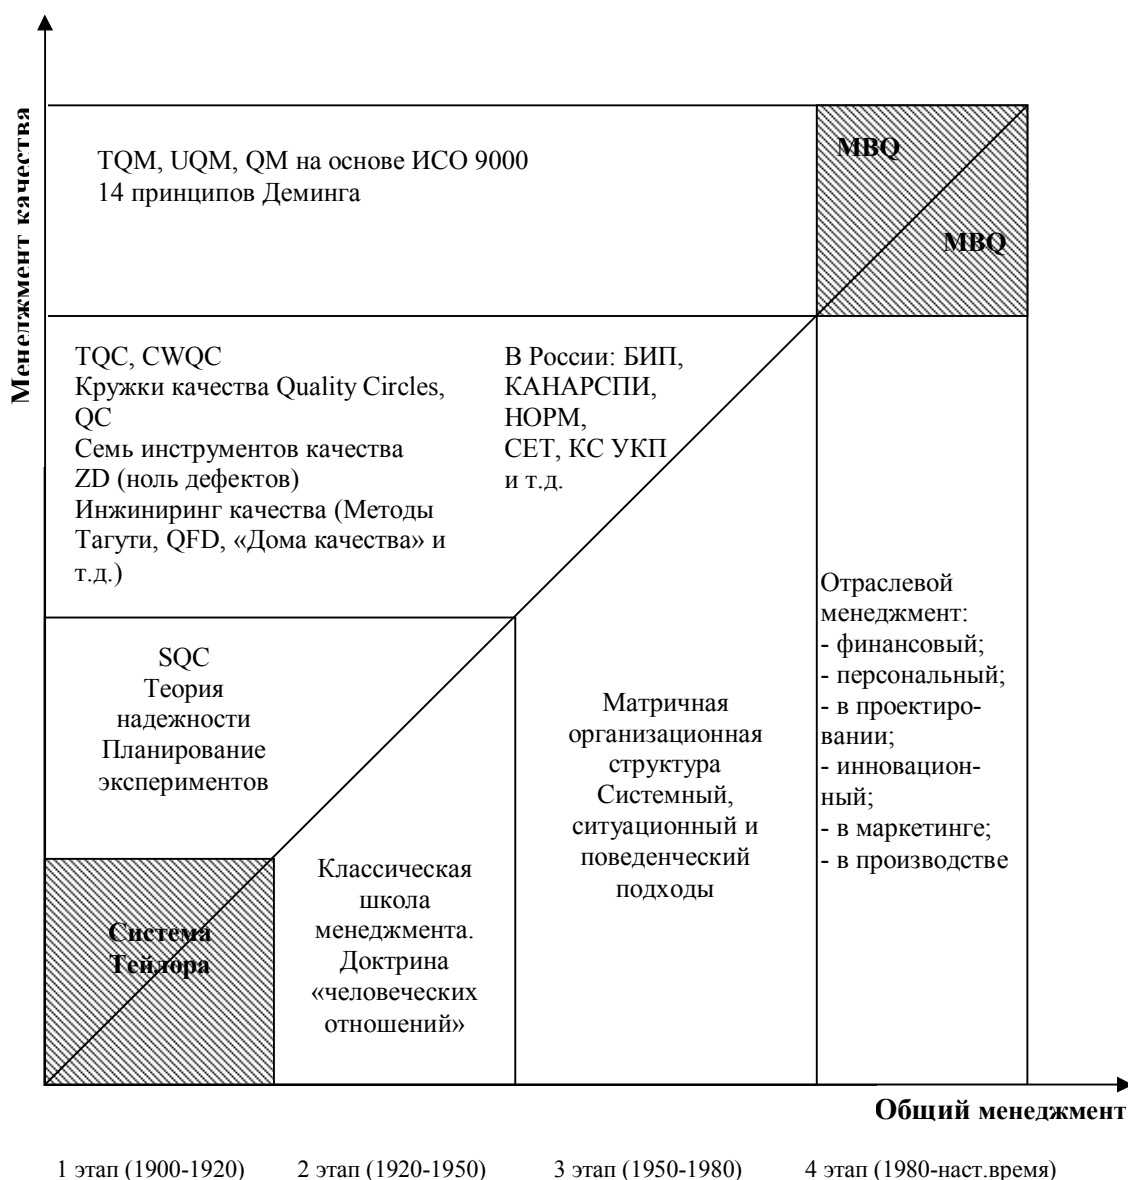 Менелжмент качества
TQM, UQM, QM на основе ИСО 9000
14 принципов Деминга
MBQ
MBQ
TQC, CWQC
Кружки качества Quality Circles,
QC
Семь инструментов качества
ZD (ноль дефектов)
Инжиниринг качества (Методы
Тагути, QFD, «Дома качества» и
т.д.)
В России: БИП,
КАНАРСПИ,
НОРМ,
СЕТ, КС УКП
и т.д.
SQC
Теория
надежности
Планирование
экспериментов
Система
Тейлора
Классическая
школа
менеджмента.
Доктрина
«человеческих
отношений»
Матричная
организационная
структура
Системный,
ситуационный и
поведенческий
подходы
Отраслевой
менеджмент:
- финансовый;
- персональный;
- в проектиро-
вании;
- инновацион-
ный;
- в маркетинге;
- в производстве
Общий менеджмент
1 этап (1900-1920)
2 этап (1920-1950)
3 этап (1950-1980)
4 этап (1980-наст.время)